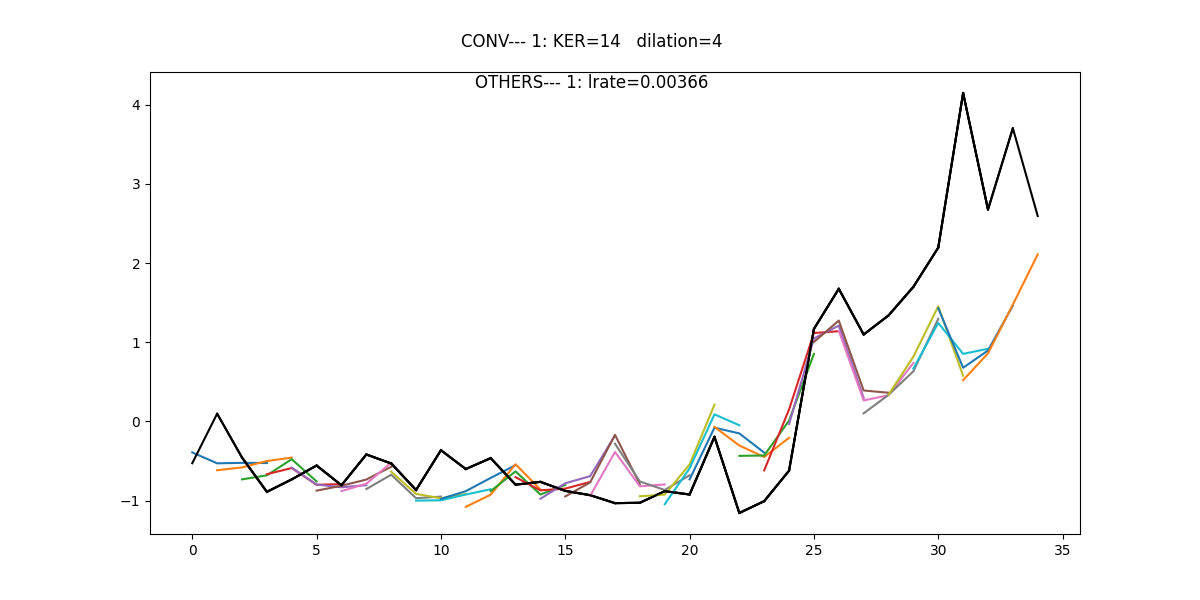 CONV--- 1: KER=14   dilation=4
OTHERS--- 1: lrate=0.00366
4
3
2
1
0
−1
0 5 10 15 20 25 30 35